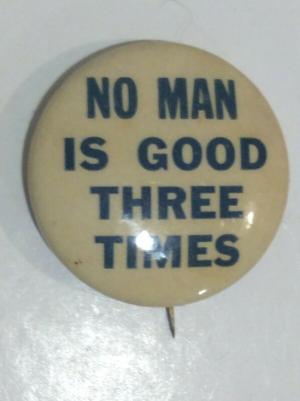 NO MAN
IS GOOD
THREE
TIMES